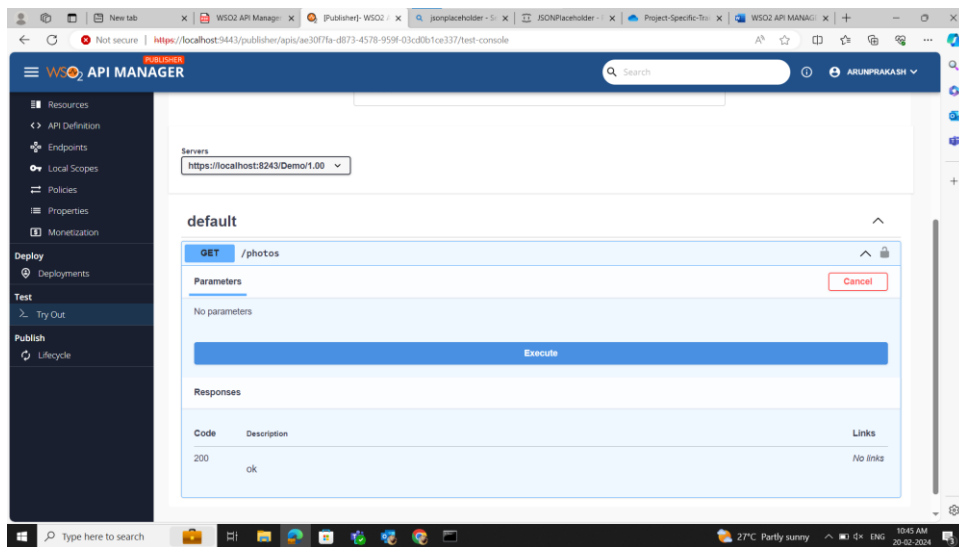 New tab
WSO2 API Manager
[Publisher]- WSO2 A
jsonplaceholder - Se
JSONPlaceholder -
Project-Specific-Tra
WSO2 API MANAG
Not secure
https://localhost:9443/publisher/apis/ae30f7fa-d873-4578-959f-03cd0b1ce337/test-console
PUBLISHER
WSO2 API MANAGER
Search
ARUNPRAKASH
Resources
API Definition
Endpoints
Local Scopes
Policies
Properties
Monetization
Deploy
Deployments
Test
Try Out
Publish
Lifecycle
Servers
https://localhost:8243/Demo/1.00
default
GET /photos
Parameters
Cancel
No parameters
Execute
Responses
Code Description Links
200 ok No links
Type here to search
27°C Partly sunny
ENG
10:45 AM
20-02-2024